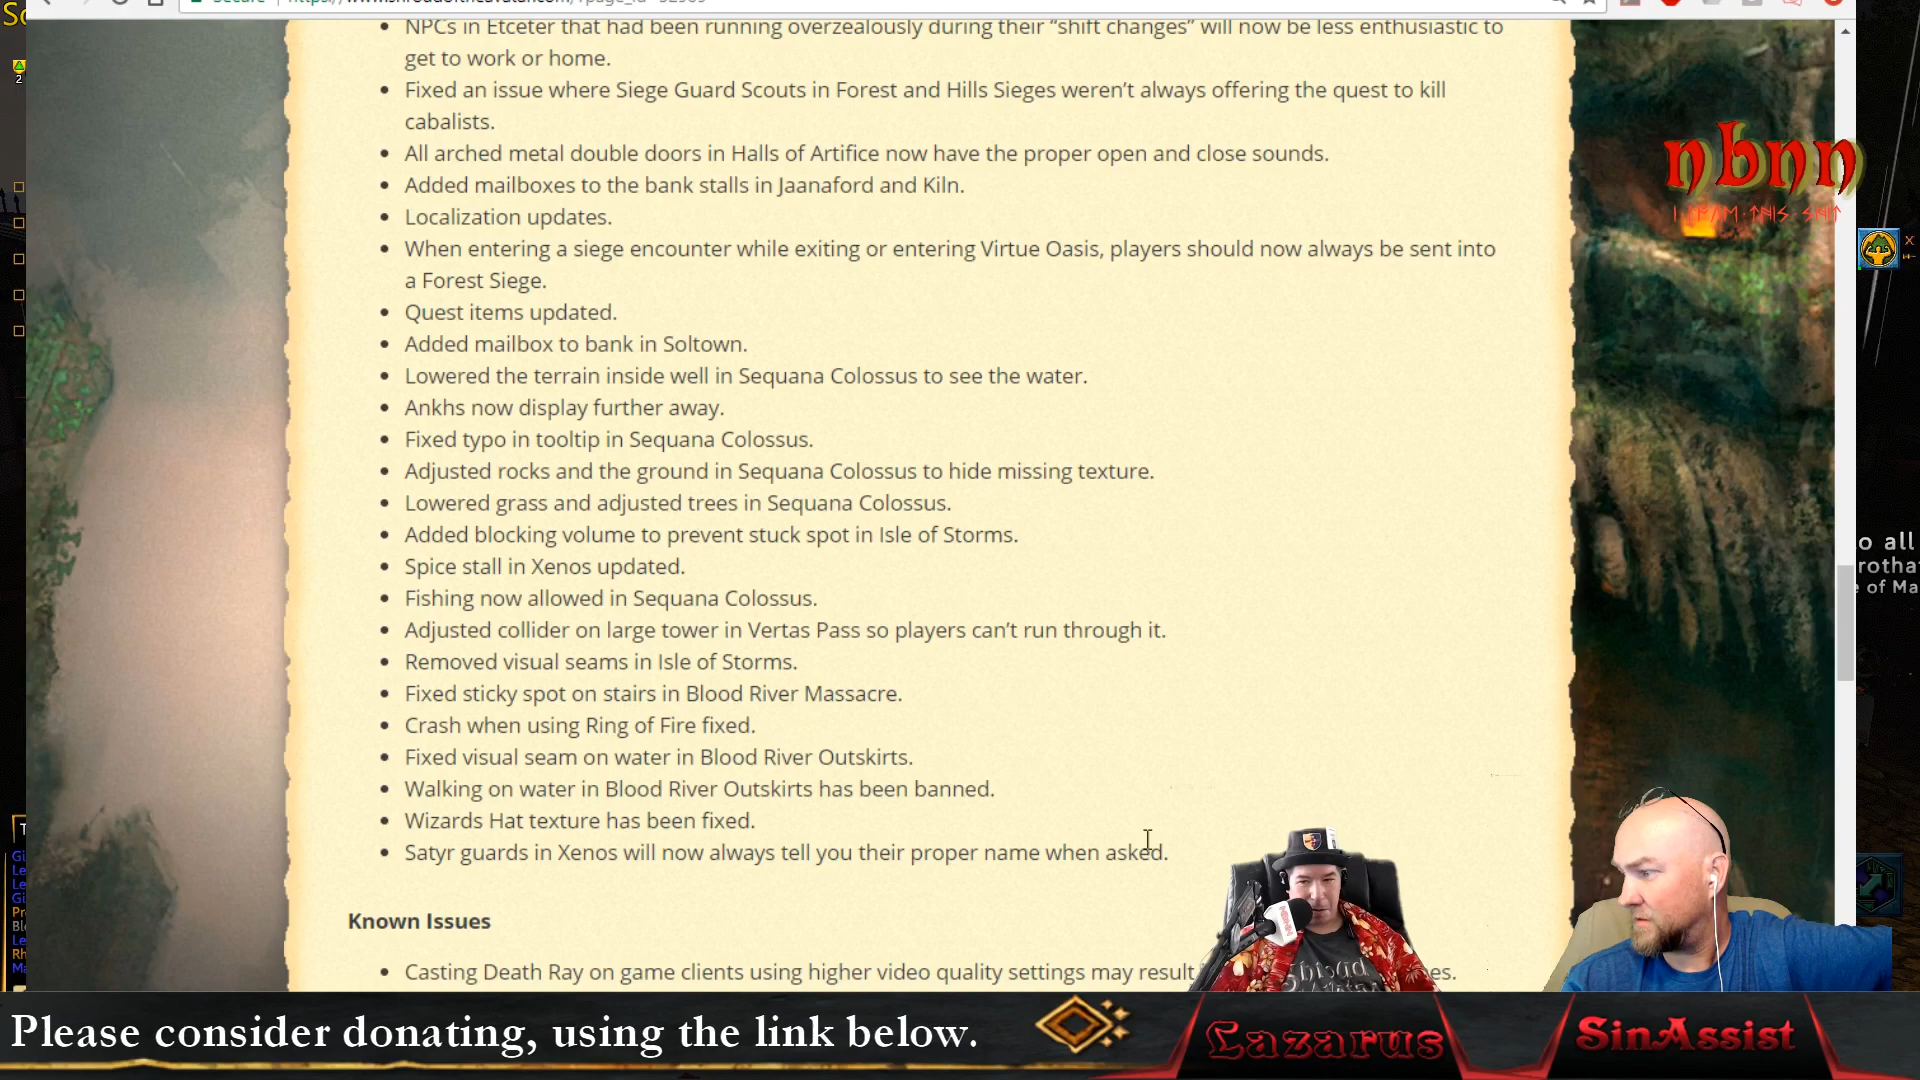 NPCs in Etceter that had been running overzealously during their “shift changes” will now be less enthusiastic to
get to work or home.
Fixed an issue where Siege Guard Scouts in Forest and Hills Sieges weren’t always offering the quest to kill
cabalists.
All arched metal double doors in Halls of Artifice now have the proper open and close sounds.
Added mailboxes to the bank stalls in Jaanaford and Kiln.
Localization updates.
When entering a siege encounter while exiting or entering Virtue Oasis, players should now always be sent into
a Forest Siege.
Quest items updated.
Added mailbox to bank in Soltown.
Lowered the terrain inside well in Sequana Colossus to see the water.
Ankhs now display further away.
Fixed typo in tooltip in Sequana Colossus.
Adjusted rocks and the ground in Sequana Colossus to hide missing texture.
Lowered grass and adjusted trees in Sequana Colossus.
Added blocking volume to prevent stuck spot in Isle of Storms.
Spice stall in Xenos updated.
Fishing now allowed in Sequana Colossus.
Adjusted collider on large tower in Vertas Pass so players can’t run through it.
Removed visual seams in Isle of Storms.
Fixed sticky spot on stairs in Blood River Massacre.
Crash when using Ring of Fire fixed.
Fixed visual seam on water in Blood River Outskirts.
Walking on water in Blood River Outskirts has been banned.
Wizards Hat texture has been fixed.
Satyr guards in Xenos will now always tell you their proper name when asked.
Known Issues
Casting Death Ray on game clients using higher video quality settings may result
nbnn
o all
e of Ma
2
Please consider donating, using the link below.
Lazarus
SinAssist